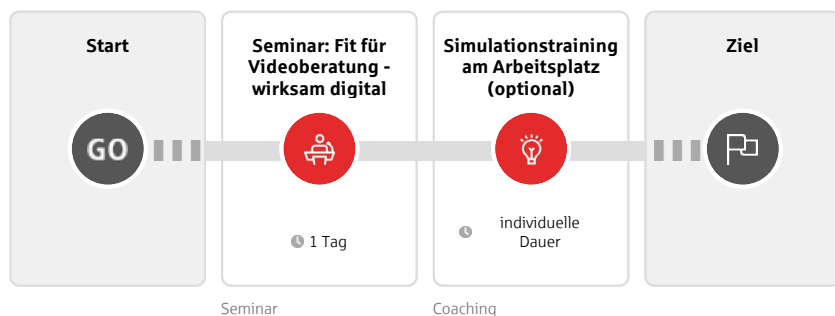 Start
Seminar: Fit für
Videoberatung -
wirksam digital
Simulationstraining
am Arbeitsplatz
(optional)
Ziel
GO
1 Tag
individuelle
Dauer
Seminar
Coaching